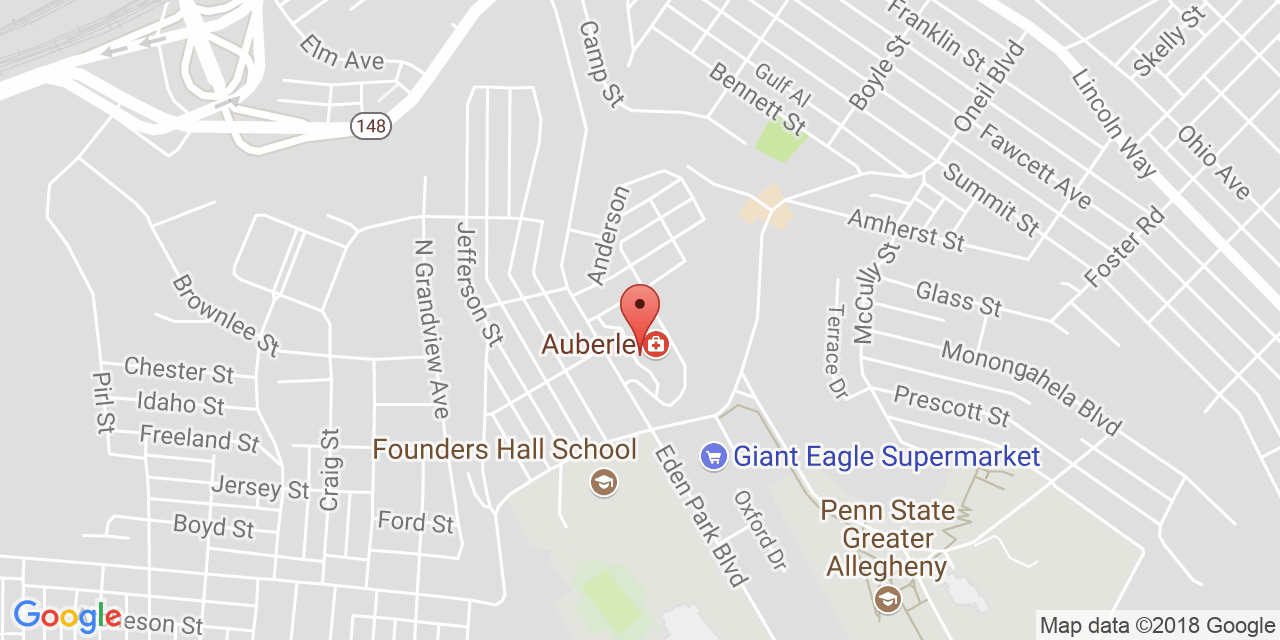 Elm Ave
148
Camp St
Gulf Al
Bennett St
Boyle St
Franklin St
Oneil Blvd
Skelly St
Lincoln Way
Ohio Ave
Fawcett Ave
Summit St
Foster Rd
Amherst St
McCully St
Glass St
Terrace Dr
Monongahela Blvd
Prescott St
Anderson
Jefferson St
N Grandview Ave
Brownlee St
Chester St
Idaho St
Freeland St
Jersey St
Boyd St
Pirl St
Craig St
Ford St
Auberle
Founders Hall School
Giant Eagle Supermarket
Eden Park Blvd
Oxford Dr
Penn State
Greater
Allegheny
Google
eson St
Map data ©2018 Google